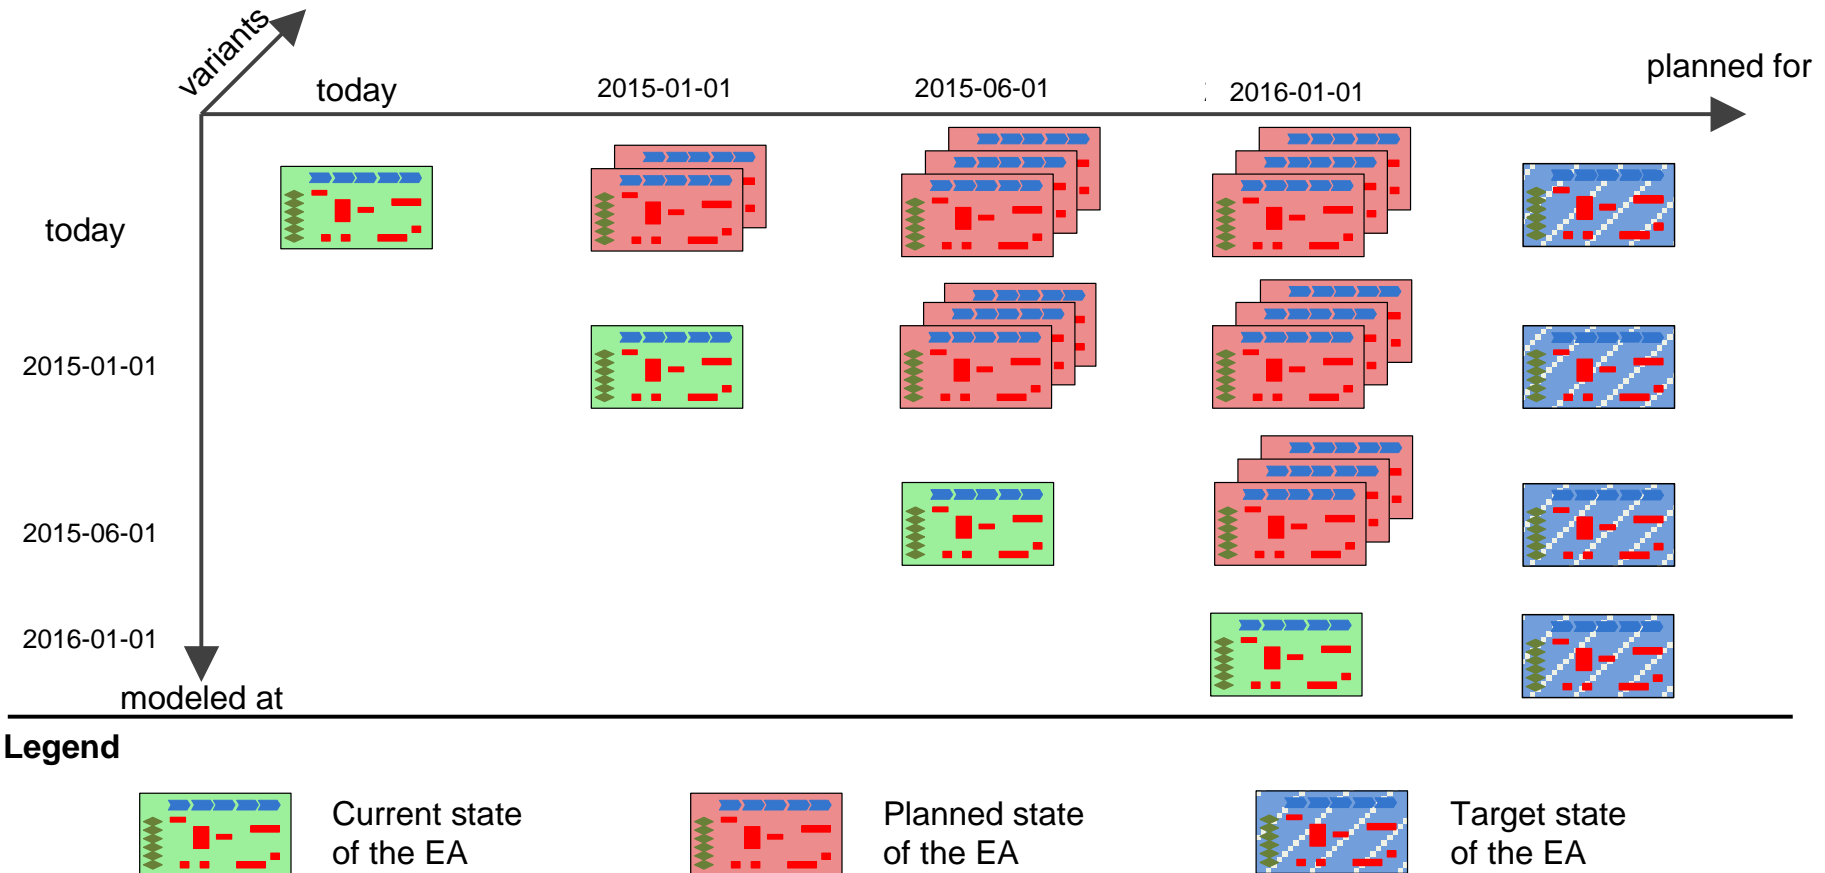 variants
today
2015-01-01
2015-06-01
2016-01-01
planned for
today
2015-01-01
2015-06-01
2016-01-01
modeled at
Legend
Current state
of the EA
Planned state
of the EA
Target state
of the EA